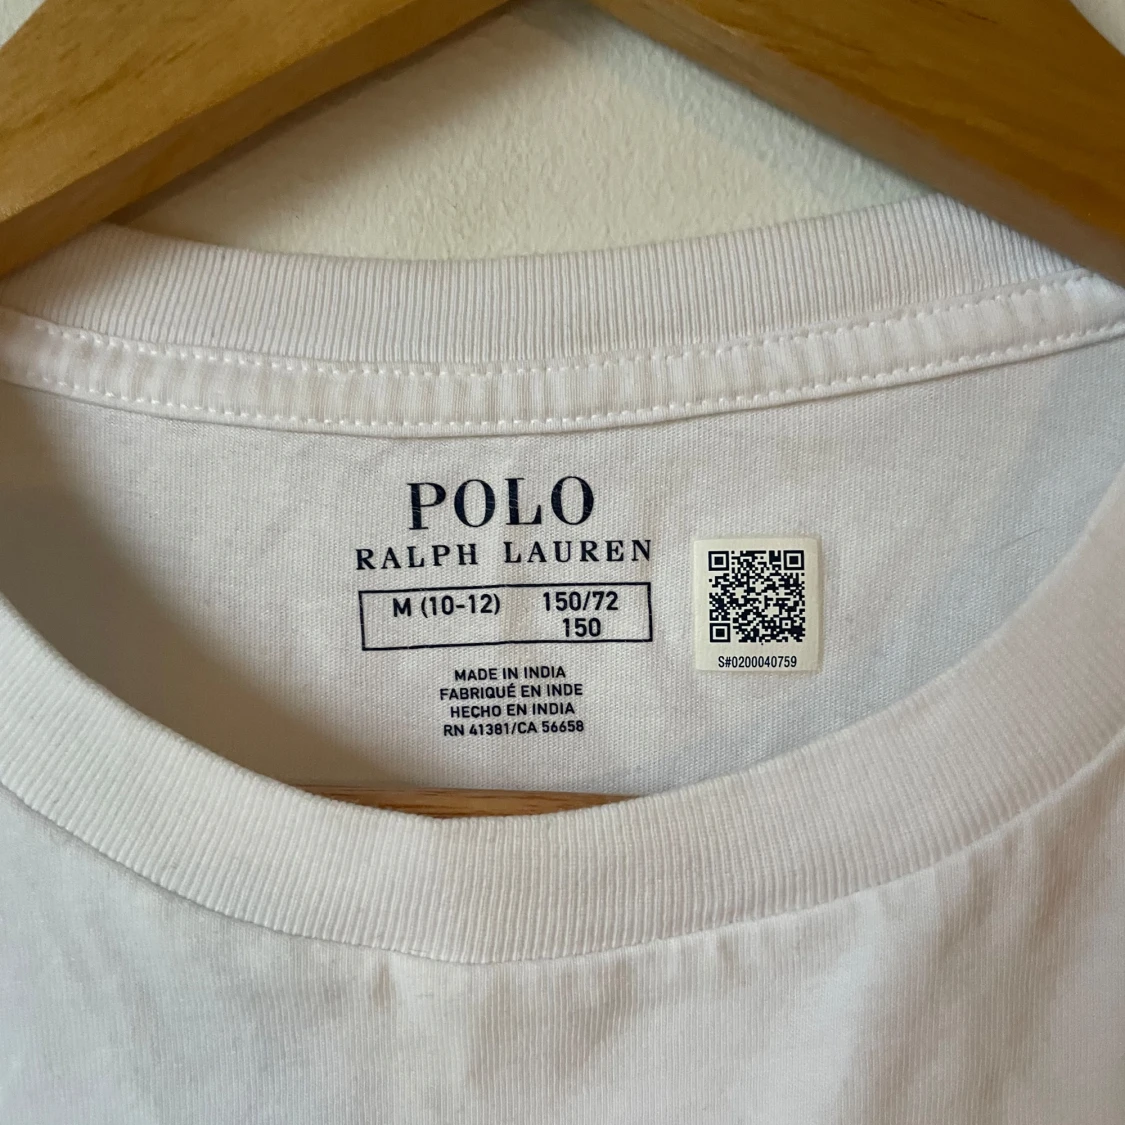 POLO
RALPH LAUREN
M (10-12) 150/72
150
MADE IN INDIA
FABRIQUÉ EN INDE
HECHO EN INDIA
RN 41381/CA 56658
S#0200040759